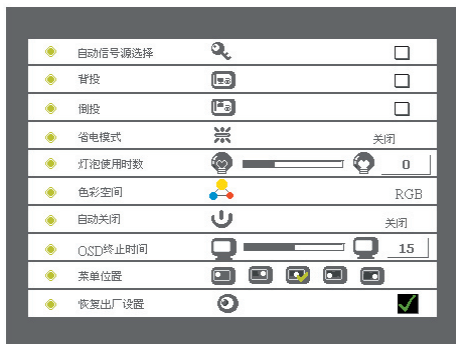 自动信号源选择
背投
倒投
省电模式 关闭
灯泡使用时数 0
色彩空间 RGB
自动关闭 关闭
OSD终止时间 15
菜单位置
恢复出厂设置